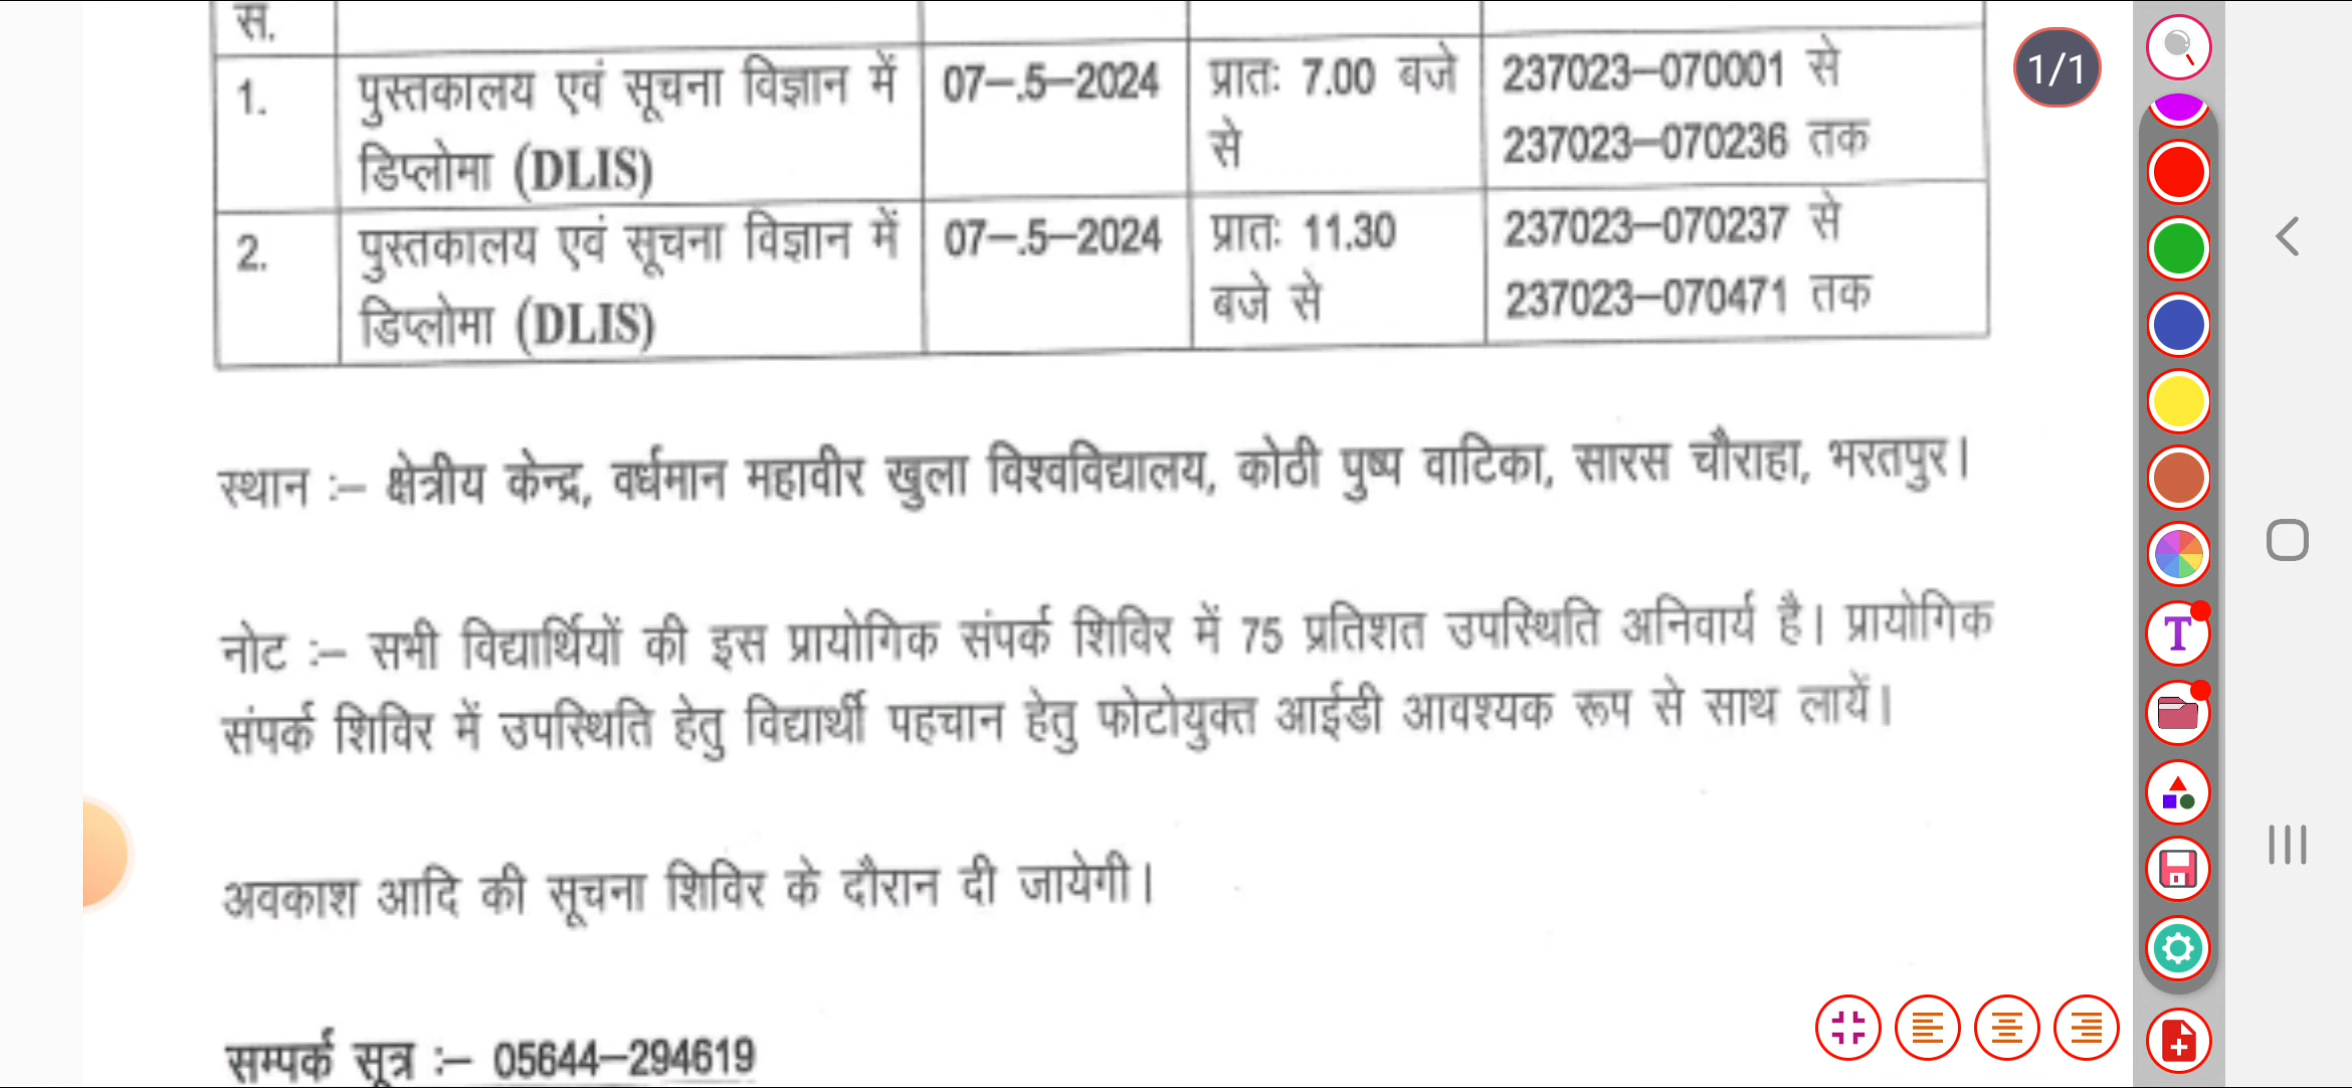 स.
1. पुस्तकालय एवं सूचना विज्ञान में 07–.5–2024 प्रातः 7.00 बजे 237023–070001 से
डिप्लोमा (DLIS) से 237023–070236 तक
2. पुस्तकालय एवं सूचना विज्ञान में 07–.5–2024 प्रातः 11.30 237023–070237 से
डिप्लोमा (DLIS) बजे से 237023–070471 तक
स्थान :– क्षेत्रीय केन्द्र, वर्धमान महावीर खुला विश्वविद्यालय, कोठी पुष्प वाटिका, सारस चौराहा, भरतपुर।
नोट :– सभी विद्यार्थियों की इस प्रायोगिक संपर्क शिविर में 75 प्रतिशत उपस्थिति अनिवार्य है। प्रायोगिक
संपर्क शिविर में उपस्थिति हेतु विद्यार्थी पहचान हेतु फोटोयुक्त आईडी आवश्यक रूप से साथ लायें।
अवकाश आदि की सूचना शिविर के दौरान दी जायेगी।
सम्पर्क सूत्र :– 05644–294619
1/1
T